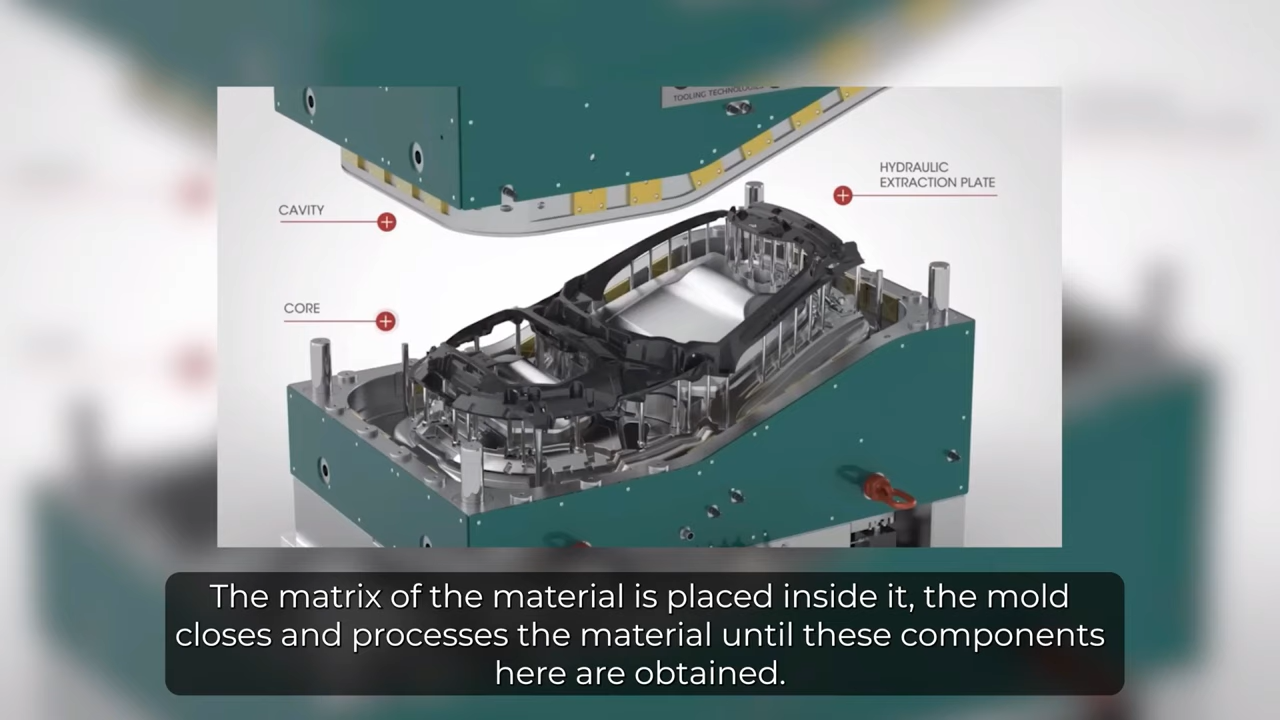 TOOLING TECHNOLOGIES
HYDRAULIC
EXTRACTION PLATE
CAVITY
CORE
The matrix of the material is placed inside it, the mold
closes and processes the material until these components
here are obtained.